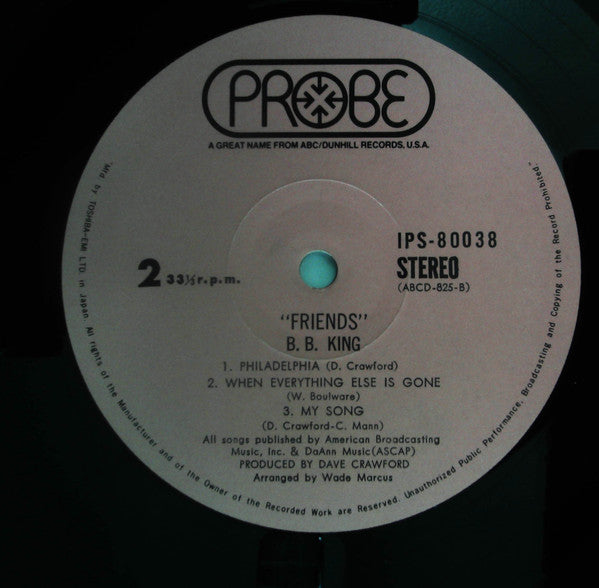 PROBE
A GREAT NAME FROM ABC/DUNHILL RECORDS, U.S.A.
IPS-80038
2 33⅓ r.p.m.
STEREO
(ABCD-825-B)
"FRIENDS"
B. B. KING
1. PHILADELPHIA (D. Crawford)
2. WHEN EVERYTHING ELSE IS GONE
(W. Boulware)
3. MY SONG
(D. Crawford-C. Mann)
All songs published by American Broadcasting
Music, Inc. & DaAnn Music(ASCAP)
PRODUCED BY DAVE CRAWFORD
Arranged by Wade Marcus
"Mfd. by TOSHIBA-EMI LTD. in Japan. All rights of the Manufacturer and of the Owner of the Recorded Work are Reserved. Unauthorized Public Performance, Broadcasting and Copying of the Record Prohibited."